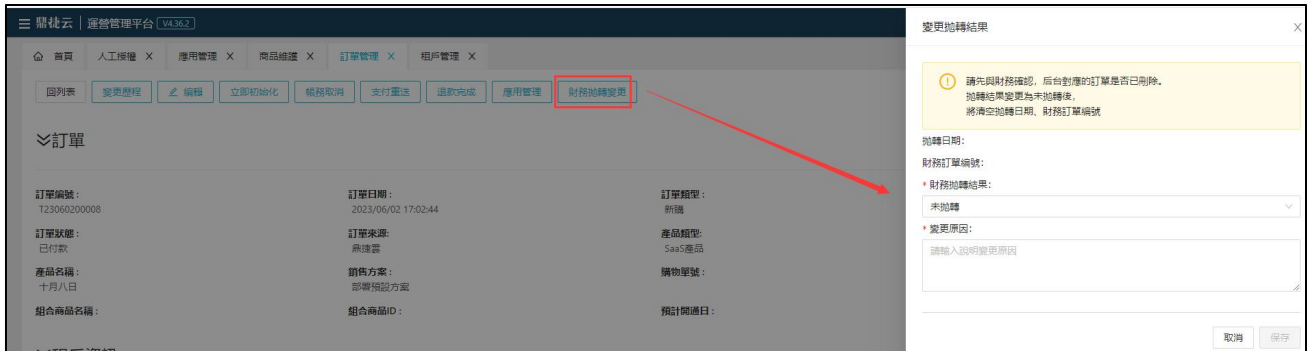 鼎捷云 | 運營管理平台 V4.36.2
首頁 人工授權 X 應用管理 X 商品維護 X 訂單管理 X 租戶管理 X
回列表 變更歷程 編輯 立即初始化 帳務取消 支付重送 退款完成 應用管理 財務拋轉變更
訂單
訂單編號: 訂單日期: 訂單類型:
T23060200008 2023/06/02 17:02:44 新購
訂單狀態: 訂單來源: 產品類型:
已付款 鼎捷雲 SaaS產品
產品名稱: 銷售方案: 購物單號:
十月八日 部署預設方案
組合商品名稱: 組合商品ID: 預計開通日:
變更拋轉結果 X
請先與財務確認, 后台對應的訂單是否已刪除。
拋轉結果變更為未拋轉後,
將清空拋轉日期、財務訂單編號
拋轉日期:
財務訂單編號:
* 財務拋轉結果:
未拋轉
* 變更原因:
請輸入說明變更原因
取消 保存